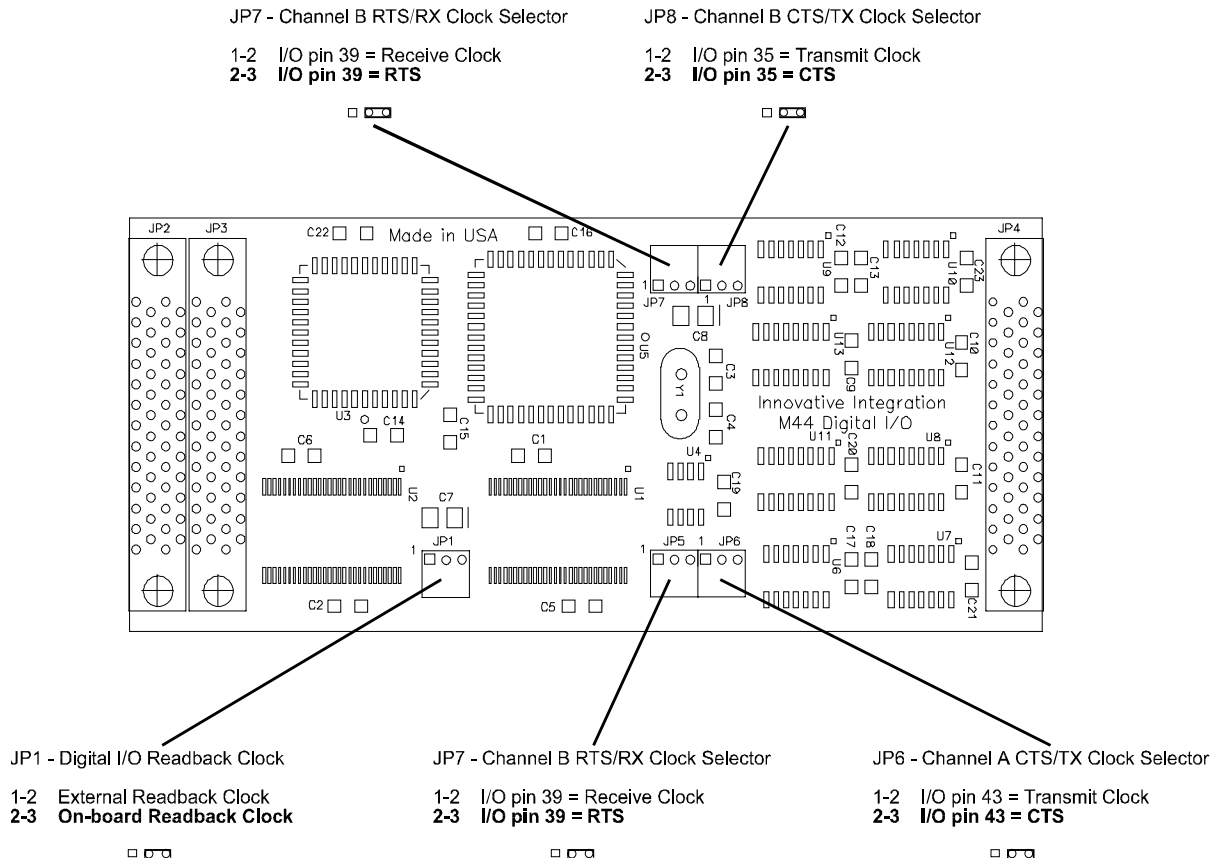 JP7 - Channel B RTS/RX Clock Selector
1-2 I/O pin 39 = Receive Clock
2-3 I/O pin 39 = RTS
JP8 - Channel B CTS/TX Clock Selector
1-2 I/O pin 35 = Transmit Clock
2-3 I/O pin 35 = CTS
JP2
JP3
C22
Made in USA
C16
C12
U9
C13
U10
C23
JP4
1
JP7
1
JP8
C8
U5
C3
Y1
C4
U13
C9
U12
C10
Innovative Integration
M44 Digital I/O
U3
C14
C15
C6
C1
U4
C19
U11
C20
U8
C11
U2
C7
U1
1
JP1
1
JP5
1
JP6
C17
C18
U7
U6
C21
C2
C5
JP1 - Digital I/O Readback Clock
1-2 External Readback Clock
2-3 On-board Readback Clock
JP7 - Channel B RTS/RX Clock Selector
1-2 I/O pin 39 = Receive Clock
2-3 I/O pin 39 = RTS
JP6 - Channel A CTS/TX Clock Selector
1-2 I/O pin 43 = Transmit Clock
2-3 I/O pin 43 = CTS